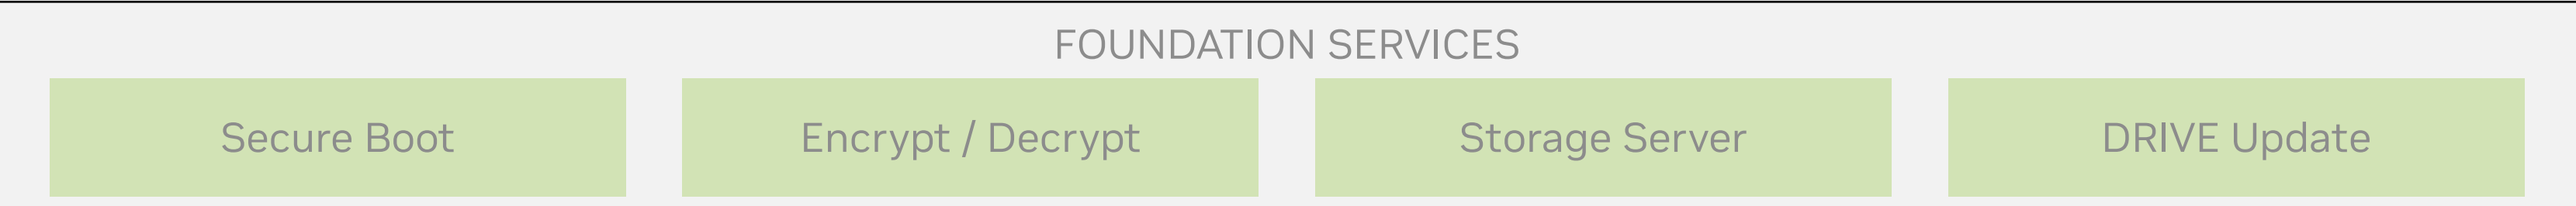 FOUNDATION SERVICES
Secure Boot
Encrypt / Decrypt
Storage Server
DRIVE Update